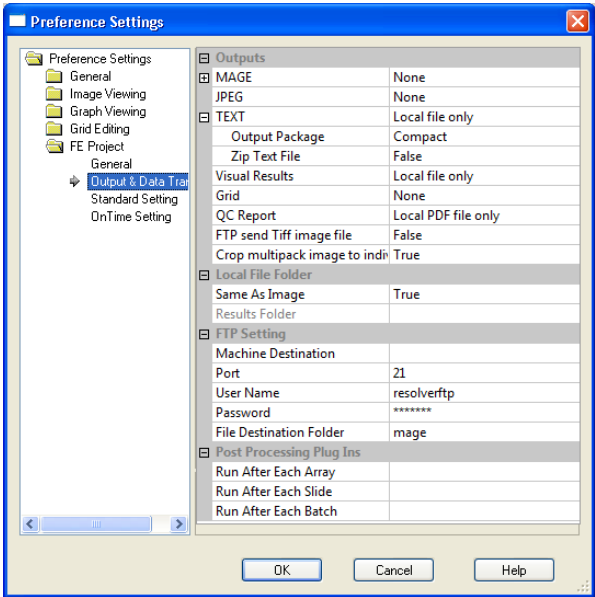 Preference Settings
Preference Settings
General
Image Viewing
Graph Viewing
Grid Editing
FE Project
General
Output & Data Tran
Standard Setting
OnTime Setting
Outputs
MAGE None
JPEG None
TEXT Local file only
Output Package Compact
Zip Text File False
Visual Results Local file only
Grid None
QC Report Local PDF file only
FTP send Tiff image file False
Crop multipack image to indiv True
Local File Folder
Same As Image True
Results Folder
FTP Setting
Machine Destination
Port 21
User Name resolverftp
Password *******
File Destination Folder mage
Post Processing Plug Ins
Run After Each Array
Run After Each Slide
Run After Each Batch
OK Cancel Help